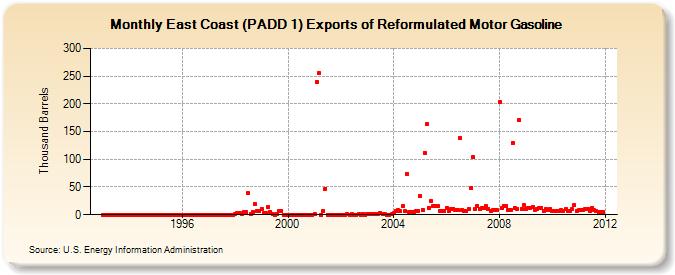 Monthly East Coast (PADD 1) Exports of Reformulated Motor Gasoline
Thousand Barrels
300
250
200
150
100
50
0
1996 2000 2004 2008 2012
Source: U.S. Energy Information Administration